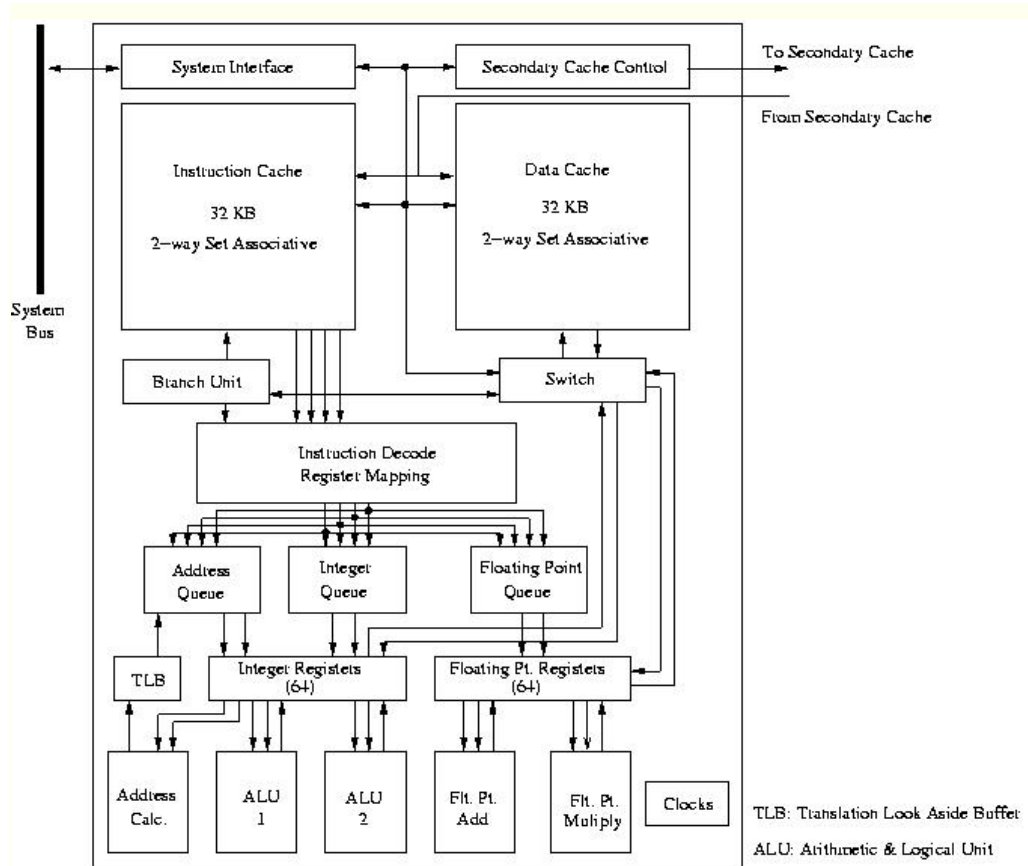 System Interface
Secondary Cache Control
To Secondary Cache
From Secondary Cache
Instruction Cache
32 KB
2-way Set Associative
Data Cache
32 KB
2-way Set Associative
System
Bus
Branch Unit
Switch
Instruction Decode
Register Mapping
Address
Queue
Integer
Queue
Floating Point
Queue
TLB
Integer Registers
(64)
Floating Pt. Registers
(64)
Address
Calc.
ALU
1
ALU
2
Flt. Pt.
Add
Flt. Pt.
Muliply
Clocks
TLB: Translation Look Aside Buffer
ALU: Arithmetic & Logical Unit